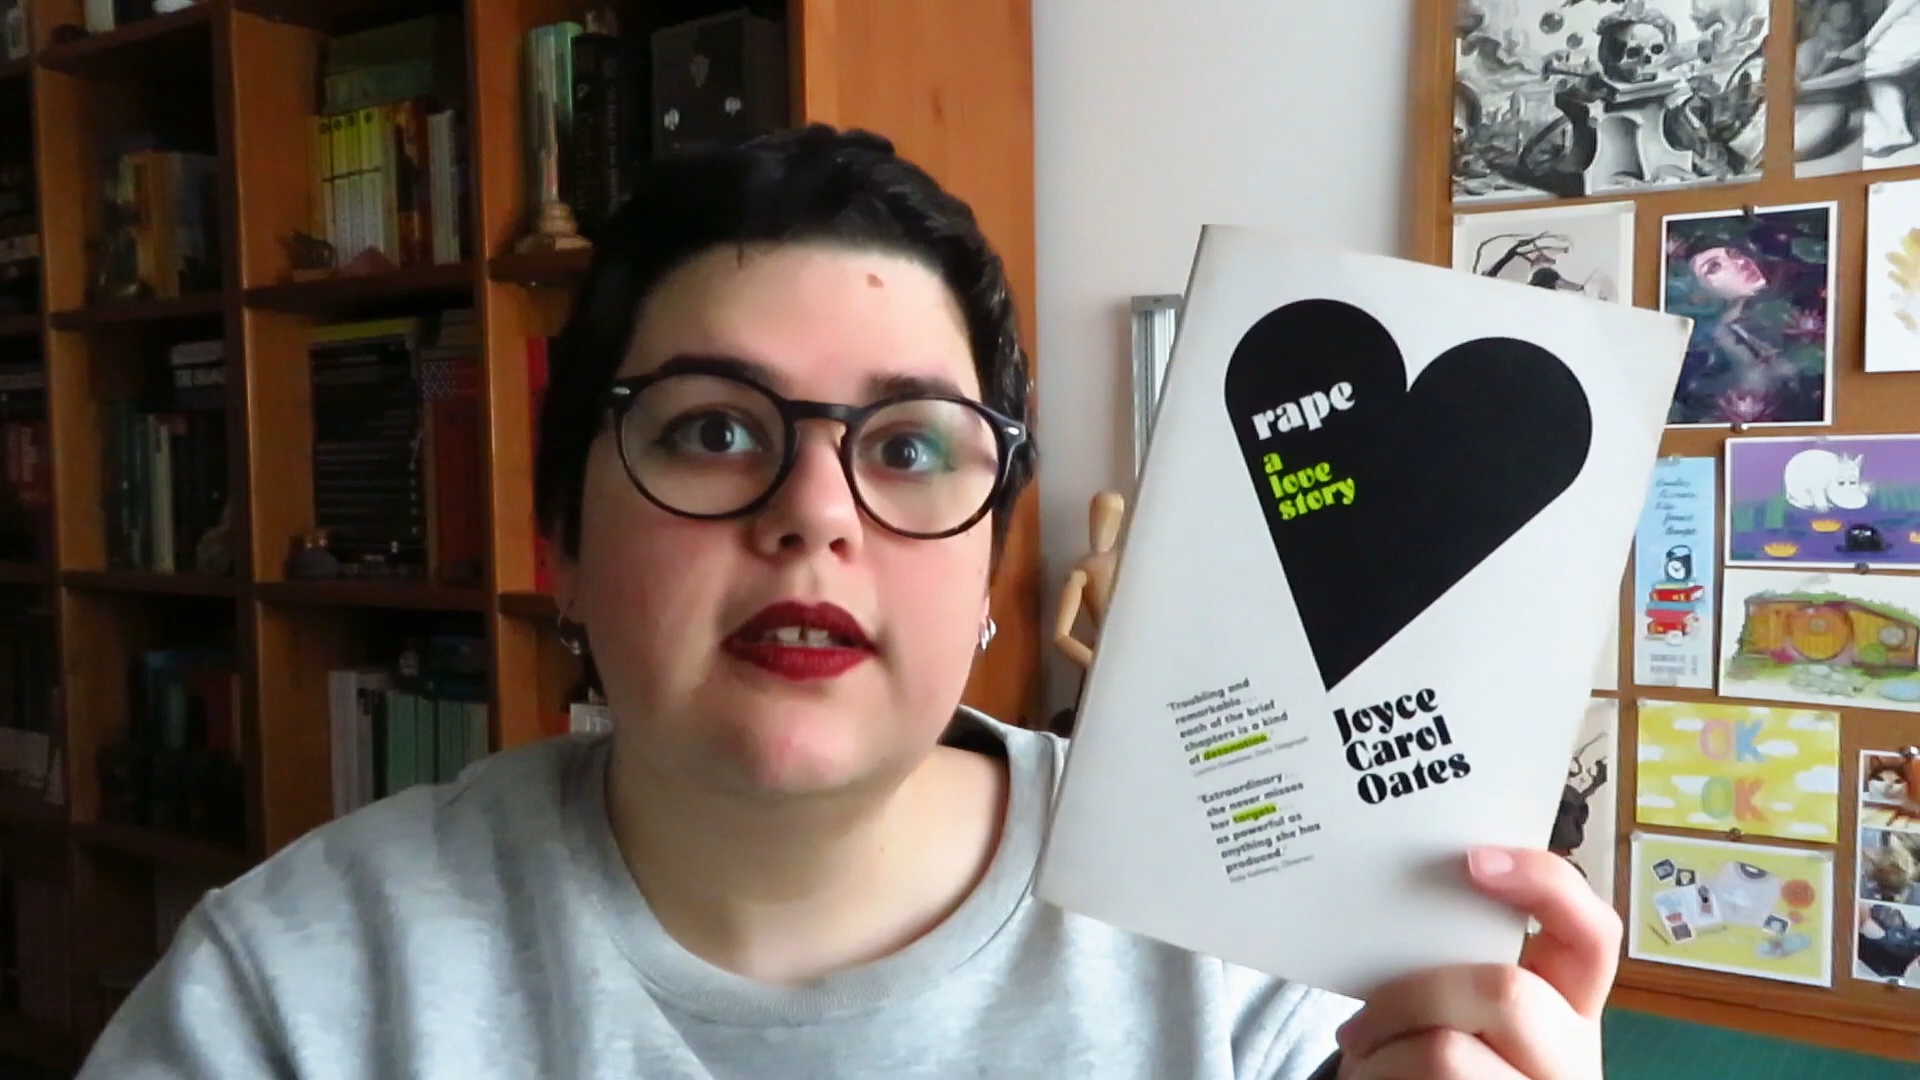 rape
a
love
story
"Troubling and
remarkable...
each of the brief
chapters is a kind
of detonation."
"Extraordinary...
she never misses
her targets...
as powerful as
anything she has
produced."
Joyce
Carol
Oates
OK
OK